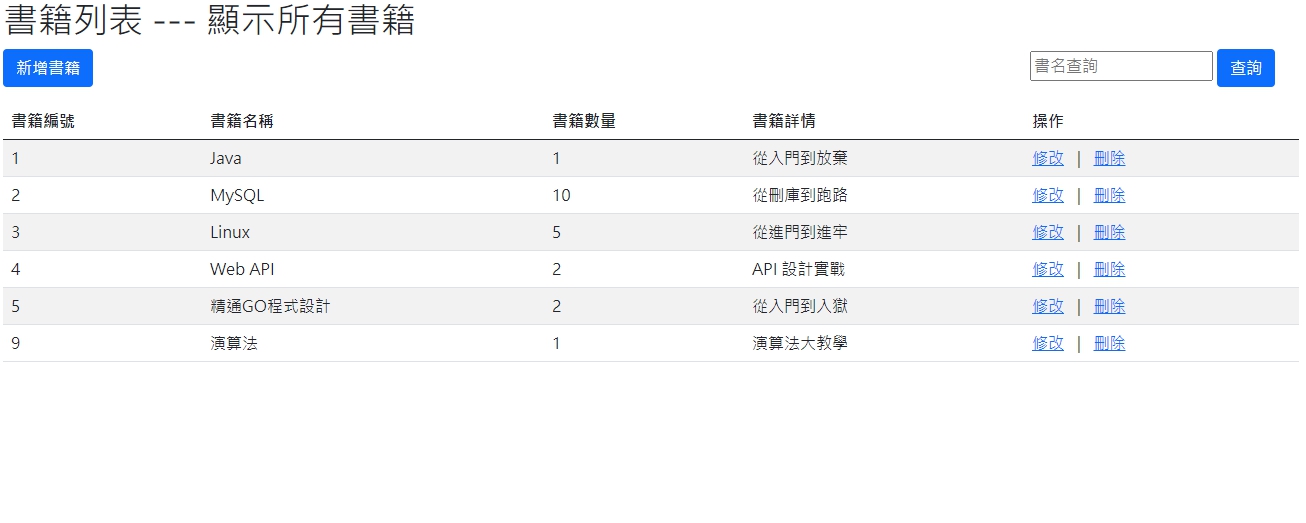 書籍列表 --- 顯示所有書籍
新增書籍 書名查詢 查詢
書籍編號 書籍名稱 書籍數量 書籍詳情 操作
1 Java 1 從入門到放棄 修改 | 刪除
2 MySQL 10 從刪庫到跑路 修改 | 刪除
3 Linux 5 從進門到進牢 修改 | 刪除
4 Web API 2 API 設計實戰 修改 | 刪除
5 精通GO程式設計 2 從入門到入獄 修改 | 刪除
9 演算法 1 演算法大教學 修改 | 刪除